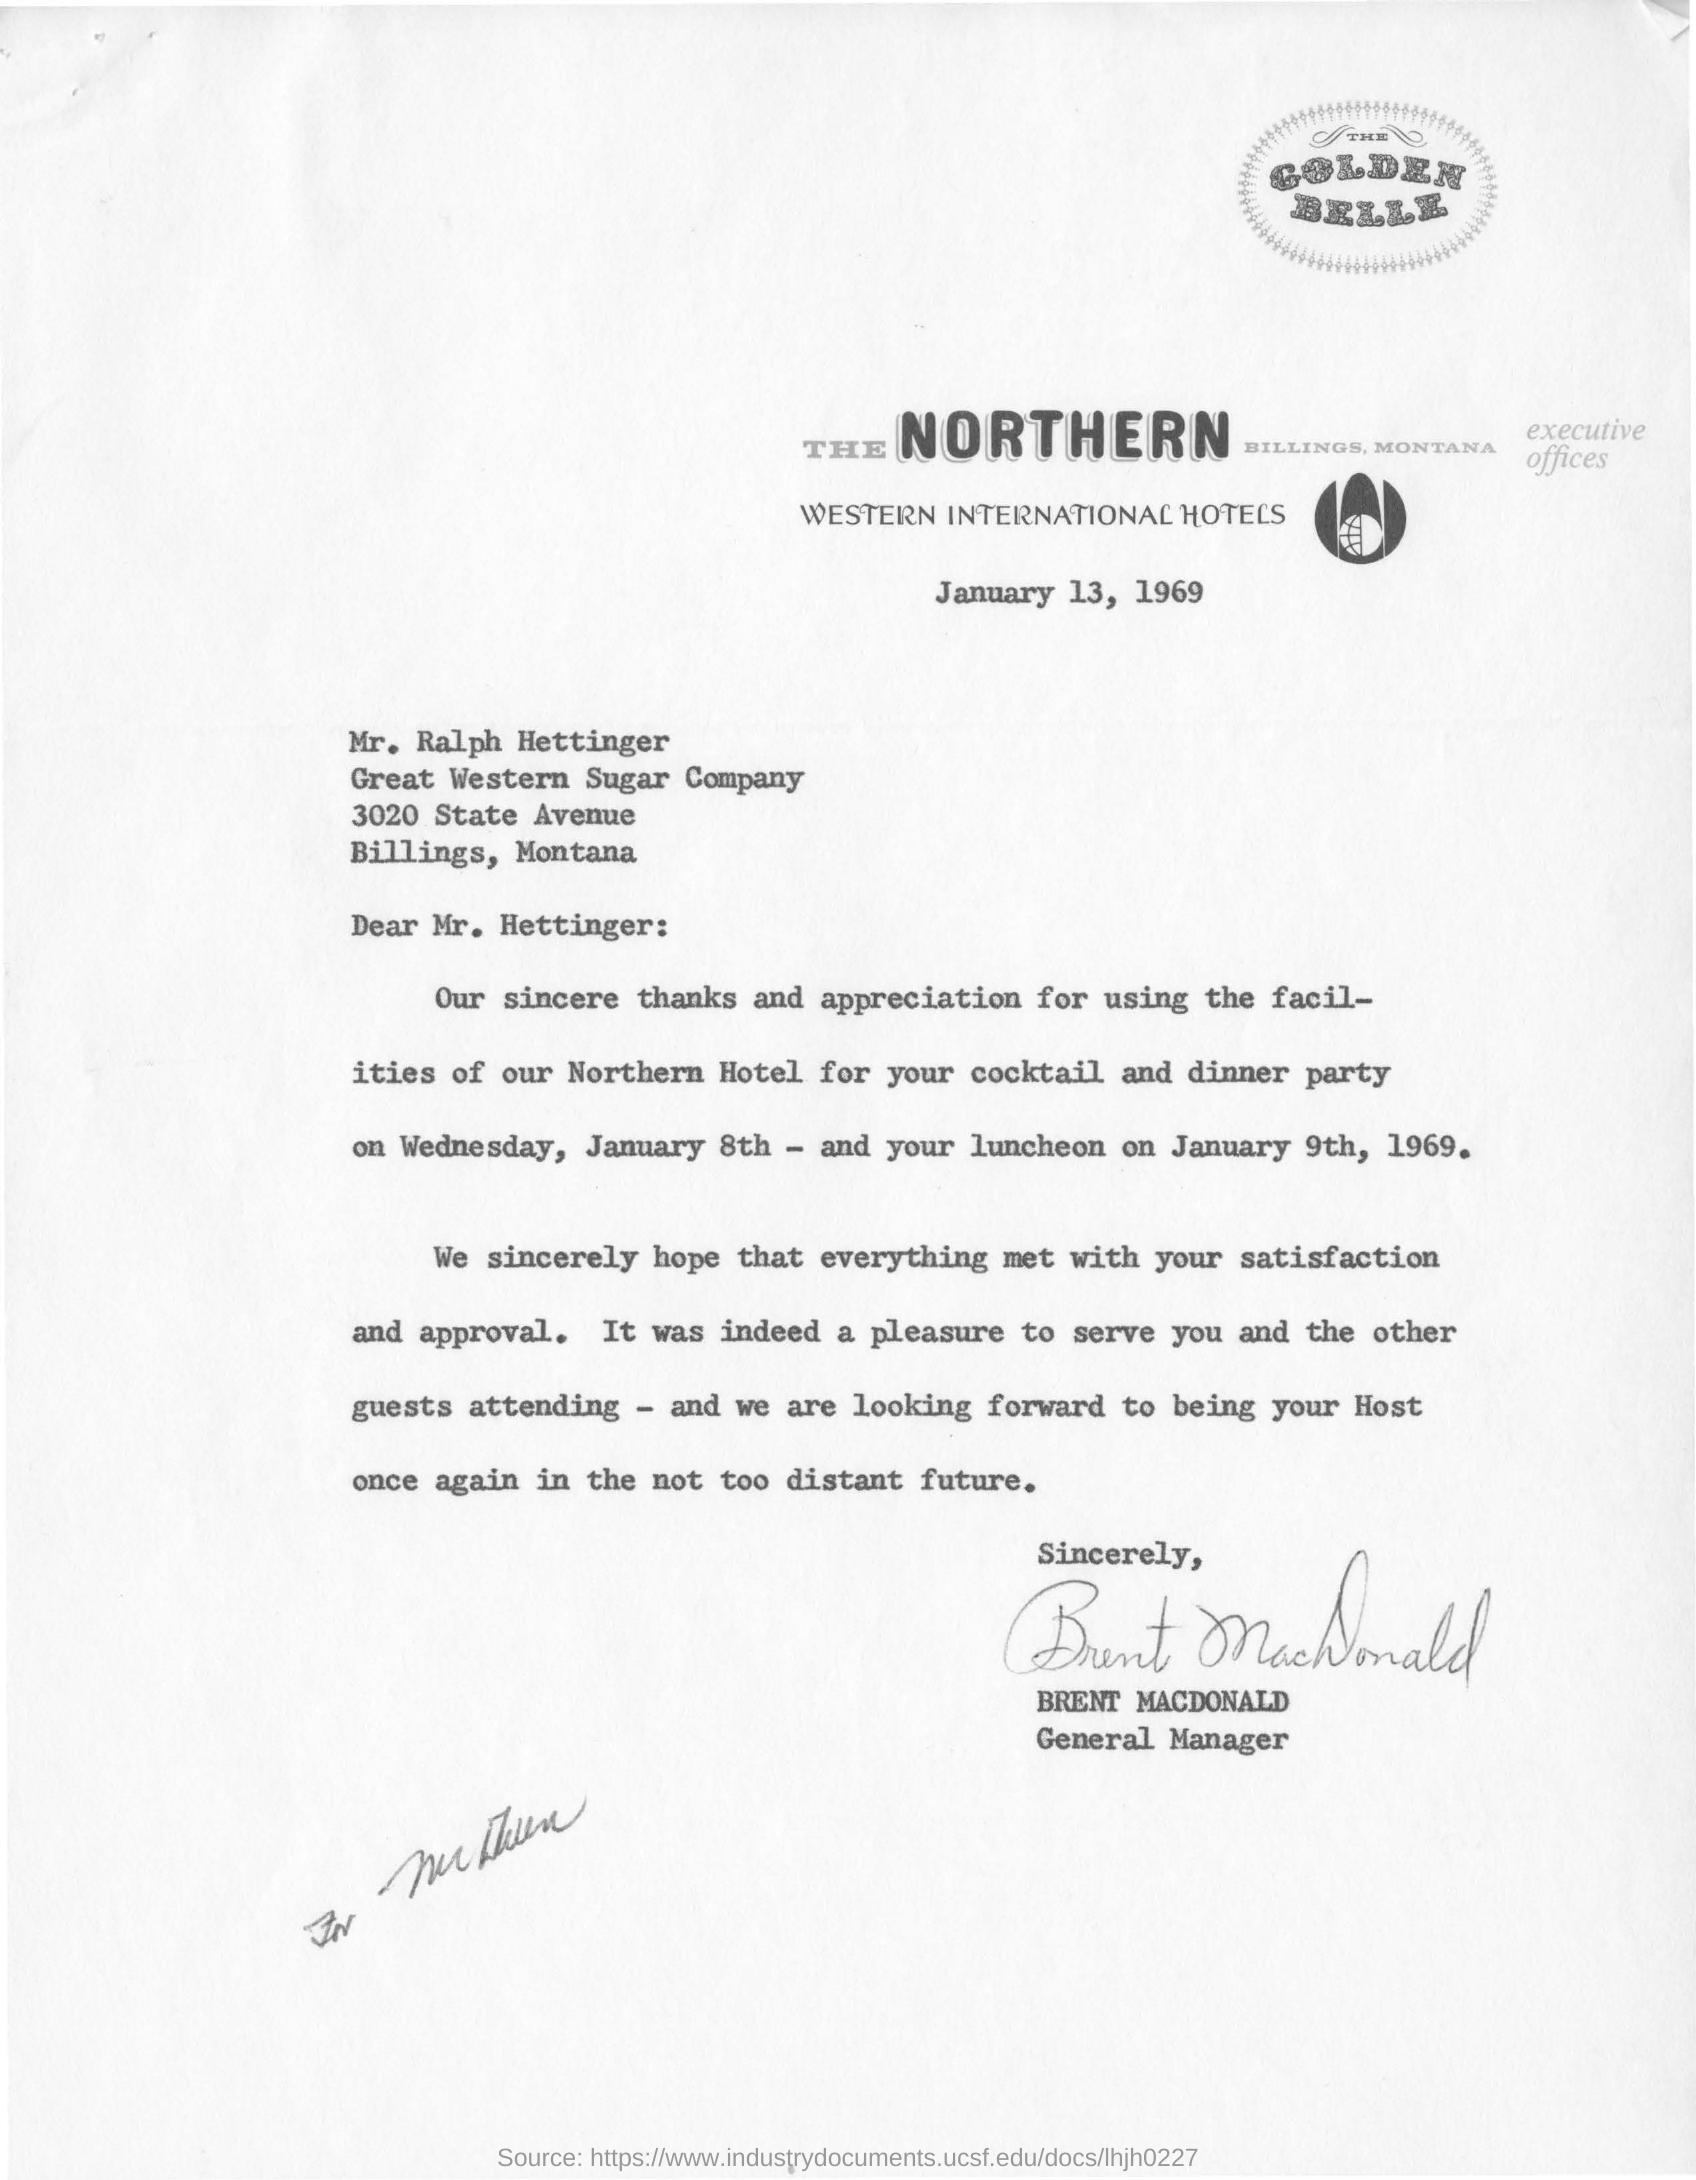 THE
GOLDEN
BELLE
THE NORTHERN BILLINGS, MONTANA
executive
offices
WESTERN INTERNATIONAL HOTELS
January 13, 1969
Mr. Ralph Hettinger
Great Western Sugar Company
3020 State Avenue
Billings, Montana
Dear Mr. Hettinger:
Our sincere thanks and appreciation for using the facil-
ities of our Northern Hotel for your cocktail and dinner party
on Wednesday, January 8th - and your luncheon on January 9th, 1969.
We sincerely hope that everything met with your satisfaction
and approval. It was indeed a pleasure to serve you and the other
guests attending - and we are looking forward to being your Host
once again in the not too distant future.
Sincerely,
Brent MacDonald
BRENT MACDONALD
General Manager
For
Source: https://www.industrydocuments.ucsf.edu/docs/lhjh0227